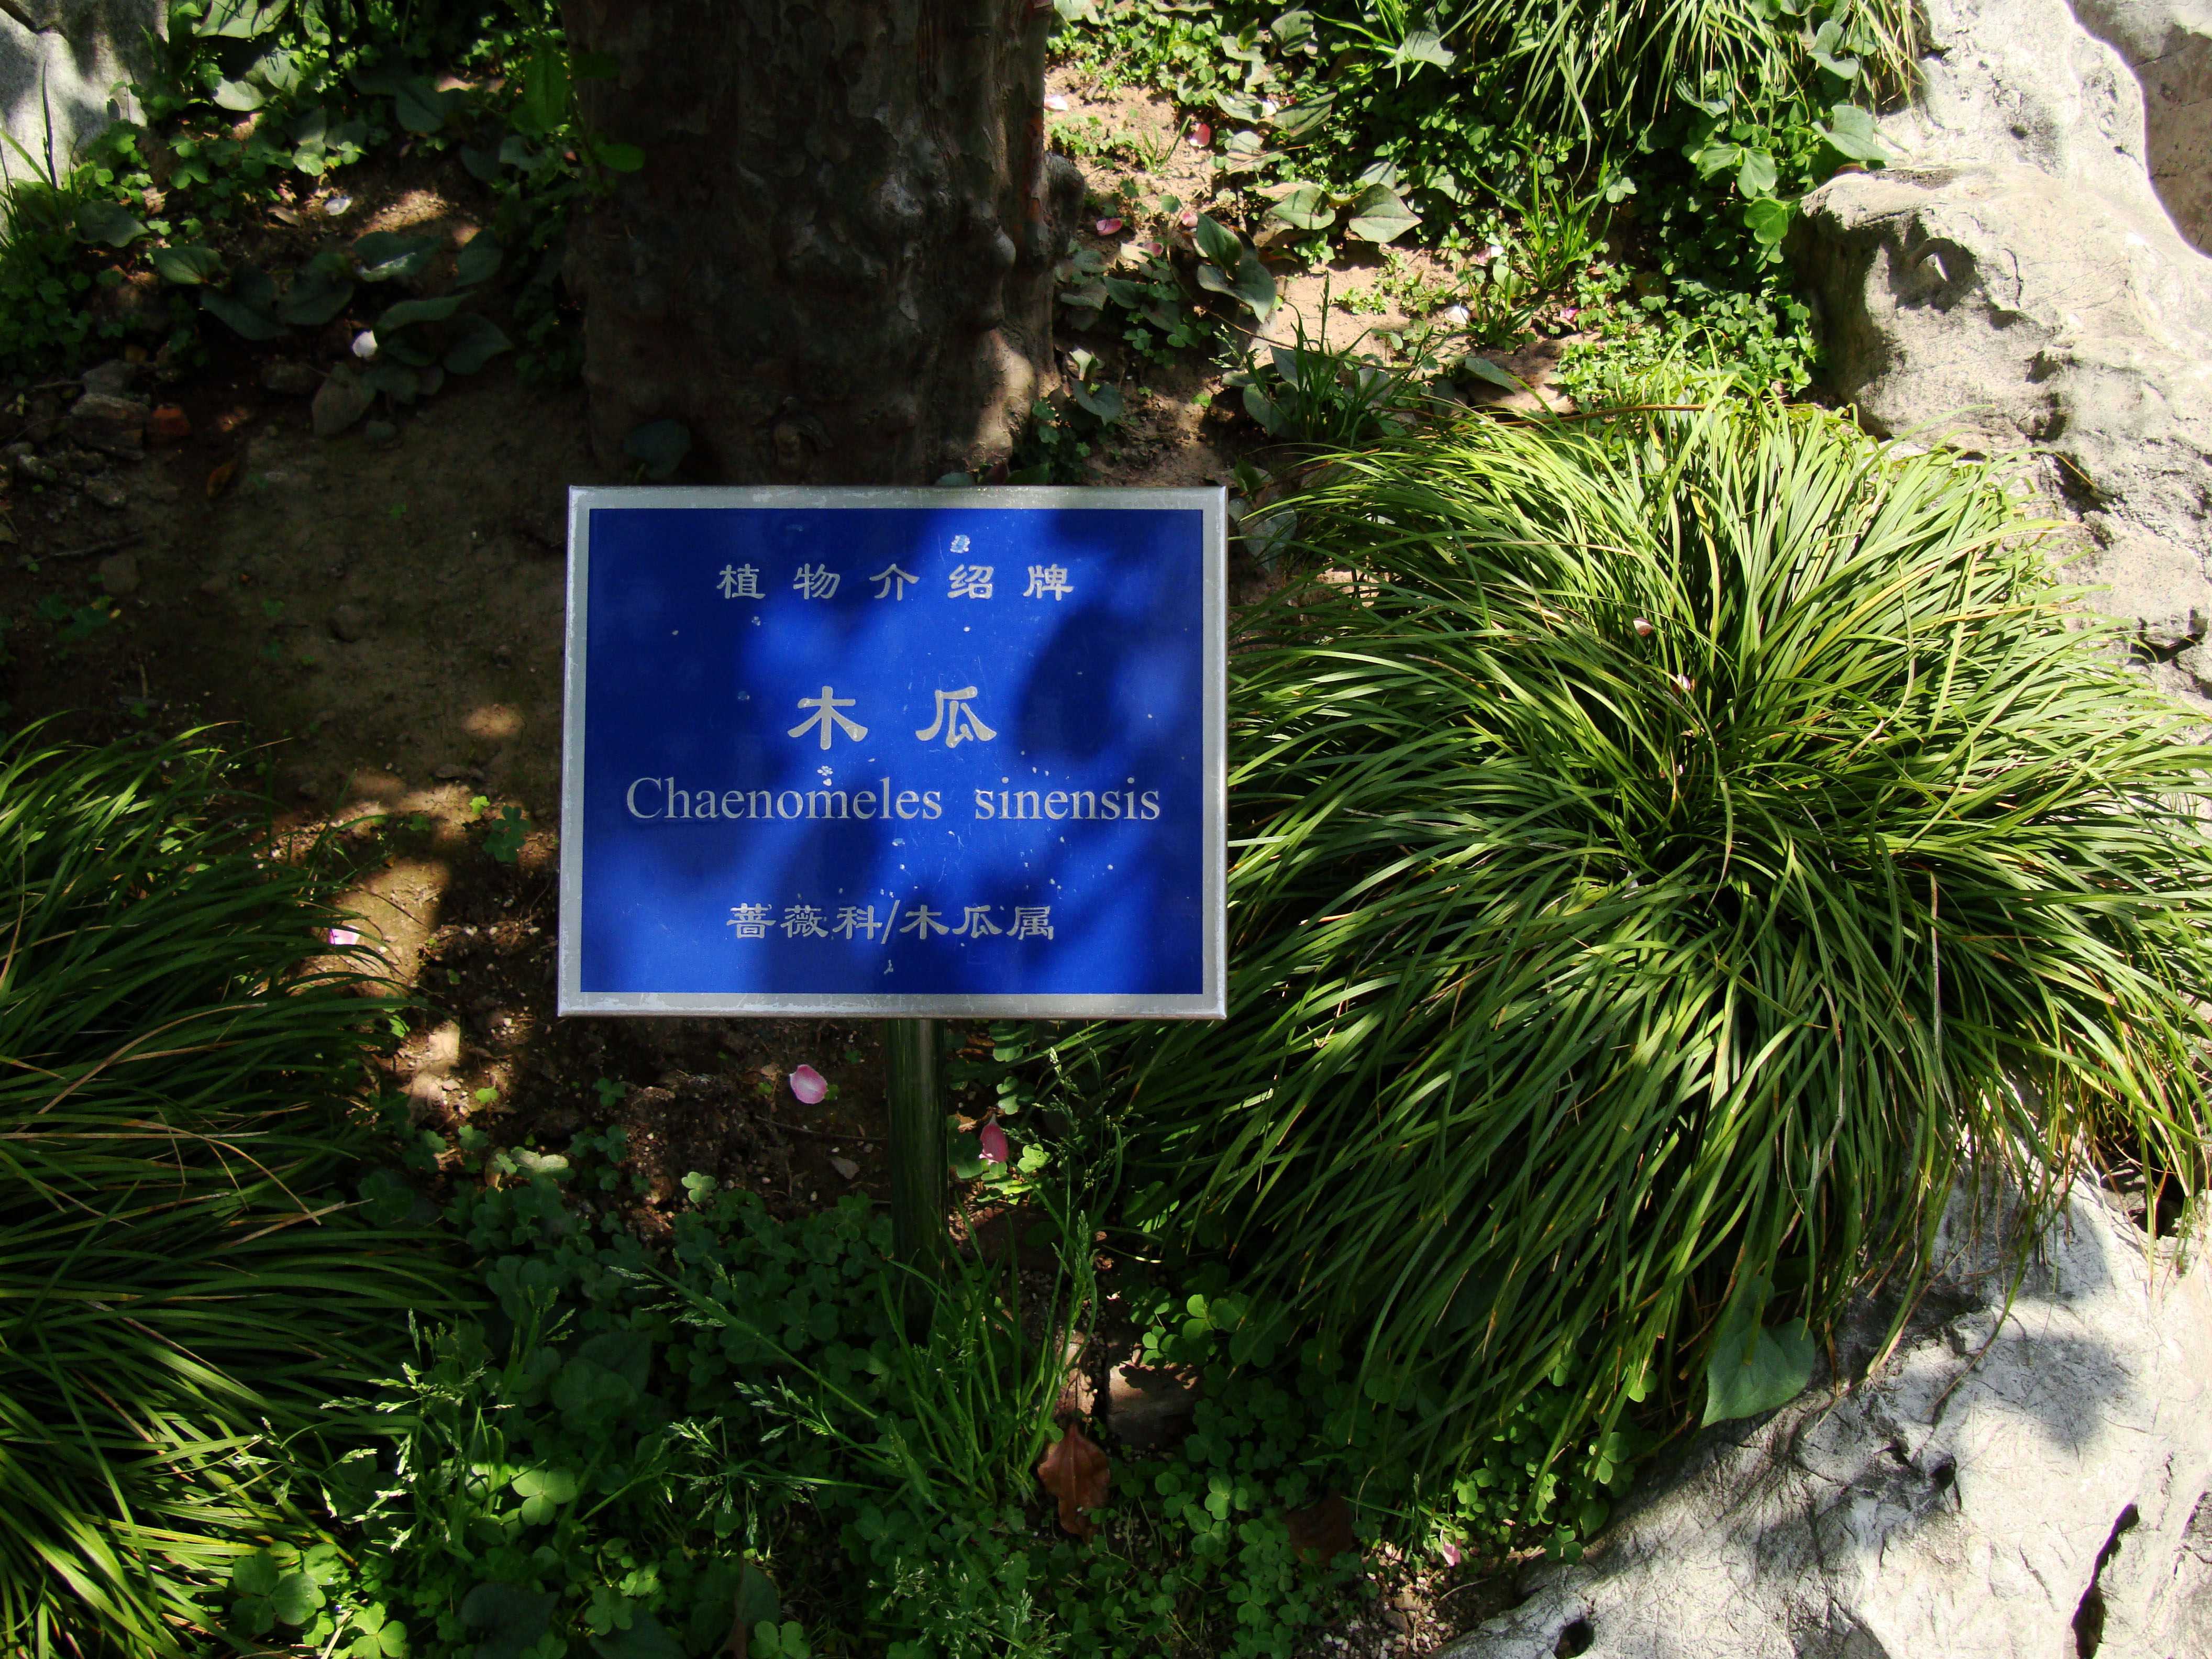 植物介绍牌
木瓜
Chaenomeles sinensis
蔷薇科/木瓜属